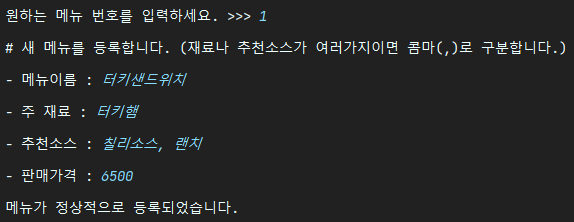 원하는 메뉴 번호를 입력하세요. >>> 1
# 새 메뉴를 등록합니다. (재료나 추천소스가 여러가지이면 콤마(,)로 구분합니다.)
- 메뉴이름 : 터키샌드위치
- 주 재료 : 터키햄
- 추천소스 : 칠리소스, 랜치
- 판매가격 : 6500
메뉴가 정상적으로 등록되었습니다.